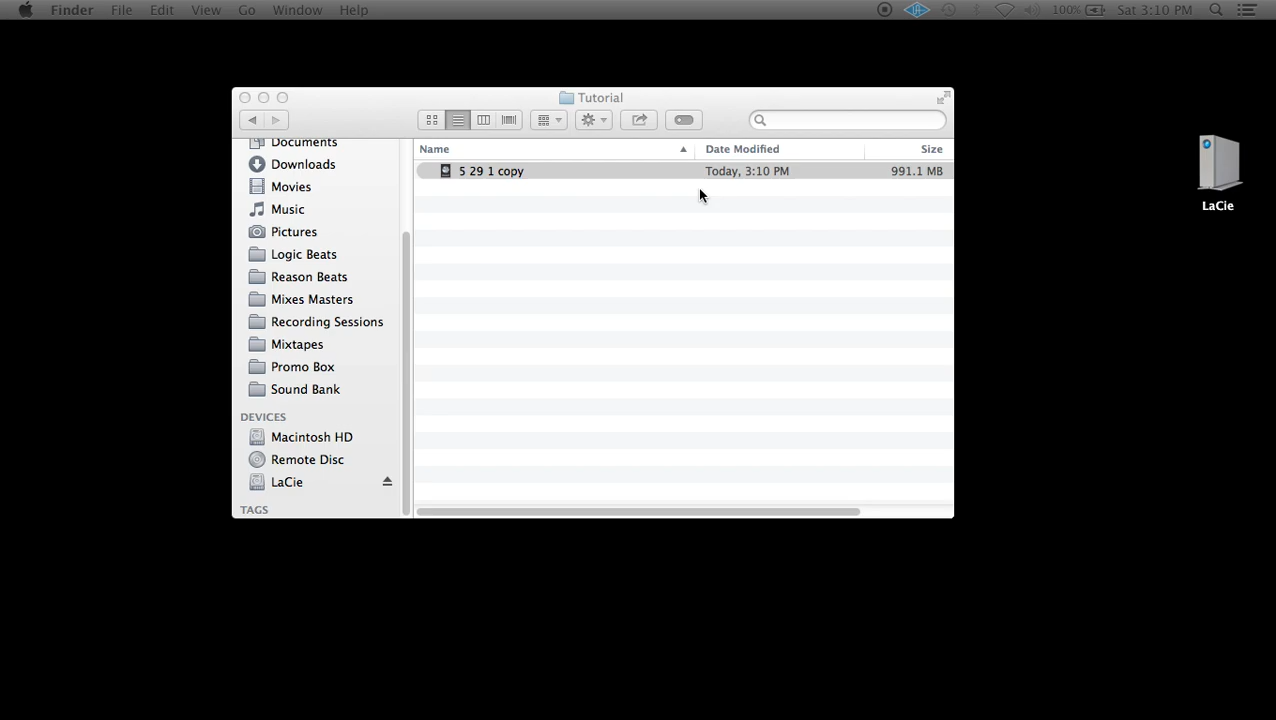 Finder File Edit View Go Window Help 100% Sat 3:10 PM
Tutorial
Name Date Modified Size
5 29 1 copy Today, 3:10 PM 991.1 MB
Documents
Downloads
Movies
Music
Pictures
Logic Beats
Reason Beats
Mixes Masters
Recording Sessions
Mixtapes
Promo Box
Sound Bank
DEVICES
Macintosh HD
Remote Disc
LaCie
TAGS
LaCie